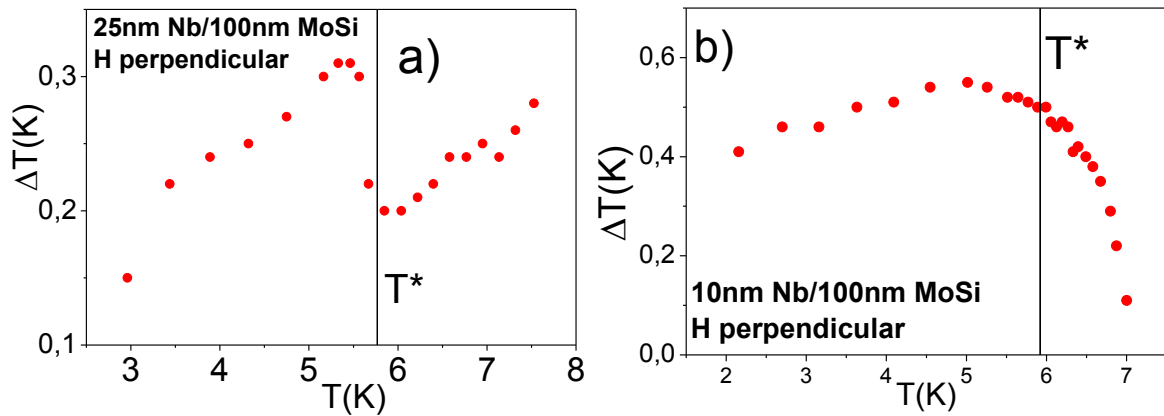 25nm Nb/100nm MoSi
H perpendicular
a)
0,3
0,2
0,1
ΔT(K)
T*
3 4 5 6 7 8
T(K)
b)
T*
0,6
0,4
0,2
0,0
ΔT(K)
10nm Nb/100nm MoSi
H perpendicular
2 3 4 5 6 7
T(K)